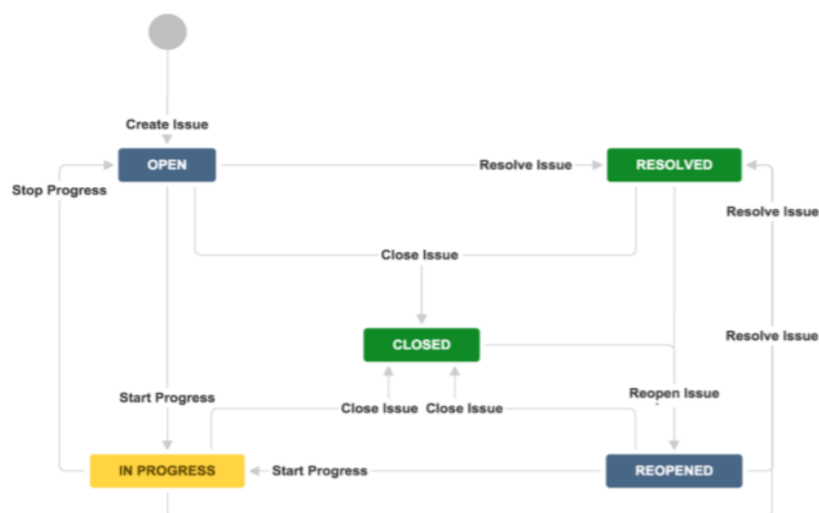 Create Issue
OPEN
Resolve Issue
RESOLVED
Stop Progress
Resolve Issue
Close Issue
CLOSED
Resolve Issue
Start Progress
Reopen Issue
Close Issue
Close Issue
IN PROGRESS
Start Progress
REOPENED